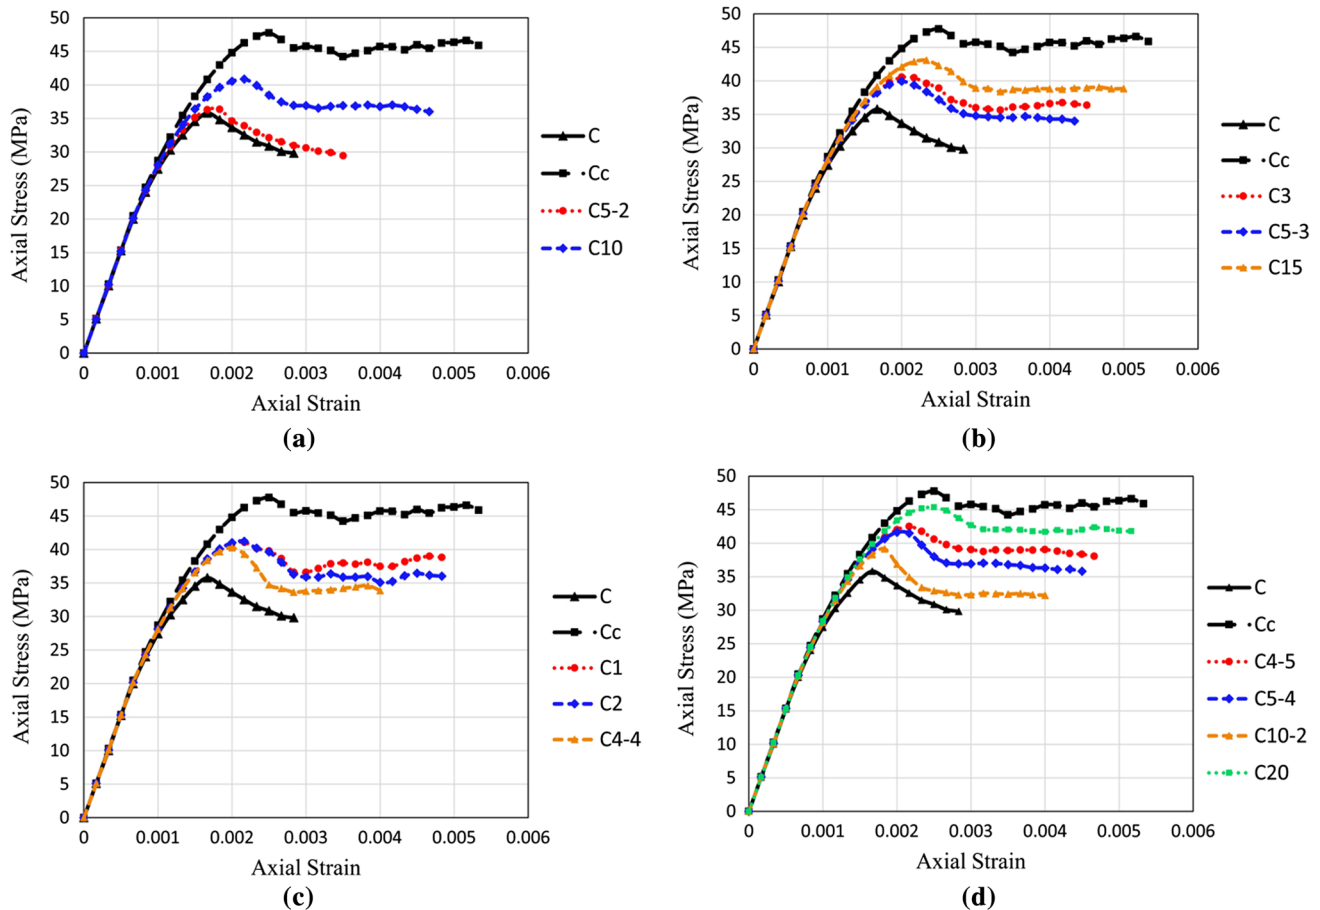 50
45
40
35
30
25
20
15
10
5
0
Axial Stress (MPa)
0 0.001 0.002 0.003 0.004 0.005 0.006
Axial Strain
C
Cc
C5-2
C10
(a)
50
45
40
35
30
25
20
15
10
5
0
Axial Stress (MPa)
0 0.001 0.002 0.003 0.004 0.005 0.006
Axial Strain
C
Cc
C3
C5-3
C15
(b)
50
45
40
35
30
25
20
15
10
5
0
Axial Stress (MPa)
0 0.001 0.002 0.003 0.004 0.005 0.006
Axial Strain
C
Cc
C1
C2
C4-4
(c)
50
45
40
35
30
25
20
15
10
5
0
Axial Stress (MPa)
0 0.001 0.002 0.003 0.004 0.005 0.006
Axial Strain
C
Cc
C4-5
C5-4
C10-2
C20
(d)